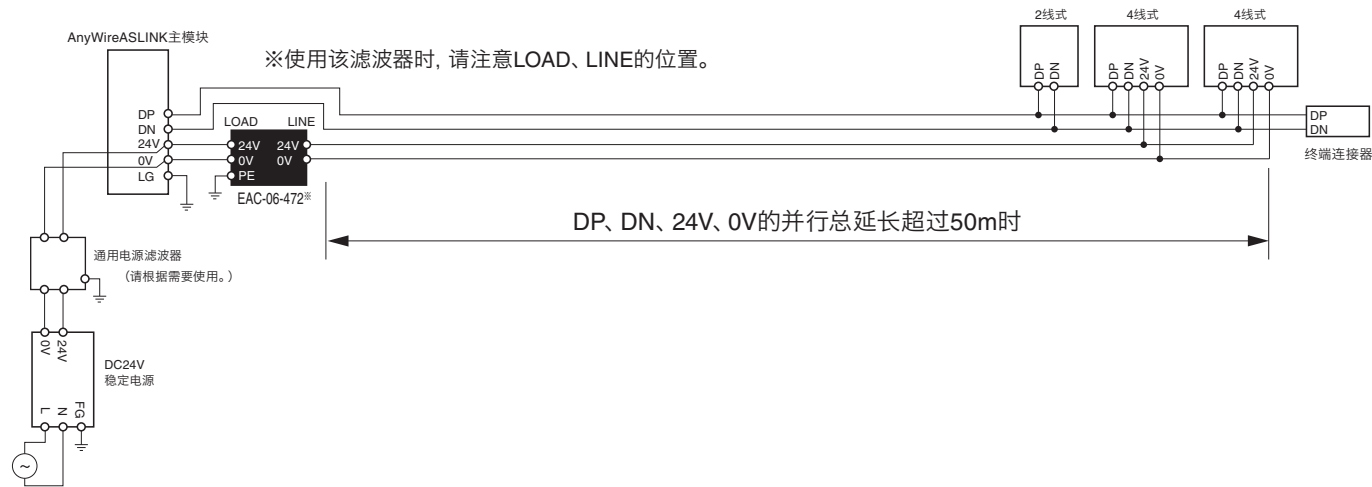 2线式
4线式
4线式
AnyWireASLINK主模块
※使用该滤波器时, 请注意LOAD、LINE的位置。
DP
DN
DP
DN
24V
0V
DP
DN
24V
0V
DP
DN
24V
0V
LG
LOAD
LINE
24V
24V
0V
0V
PE
EAC-06-472※
DP
DN
终端连接器
DP、DN、24V、0V的并行总延长超过50m时
通用电源滤波器
(请根据需要使用。)
0V
24V
DC24V
稳定电源
L
N
FG
~